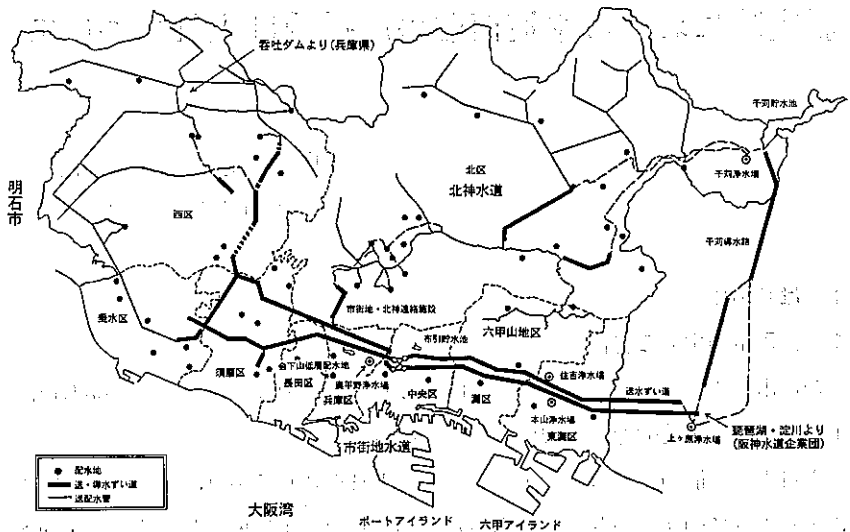 呑吐ダムより(兵庫県)
千苅貯水池
千苅浄水場
北区
北神水道
明石市
西区
千苅導水路
市街地・北神連絡施設
垂水区
布引貯水池
六甲山地区
住吉浄水場
須磨区
会下山低層配水地
長田区
奥平野浄水場
兵庫区
中央区
灘区
送水ずい道
本山浄水場
東灘区
上ヶ原浄水場
琵琶湖・淀川より
(阪神水道企業団)
市街地水道
配水池
送・導水ずい道
送配水管
大阪湾
ポートアイランド
六甲アイランド